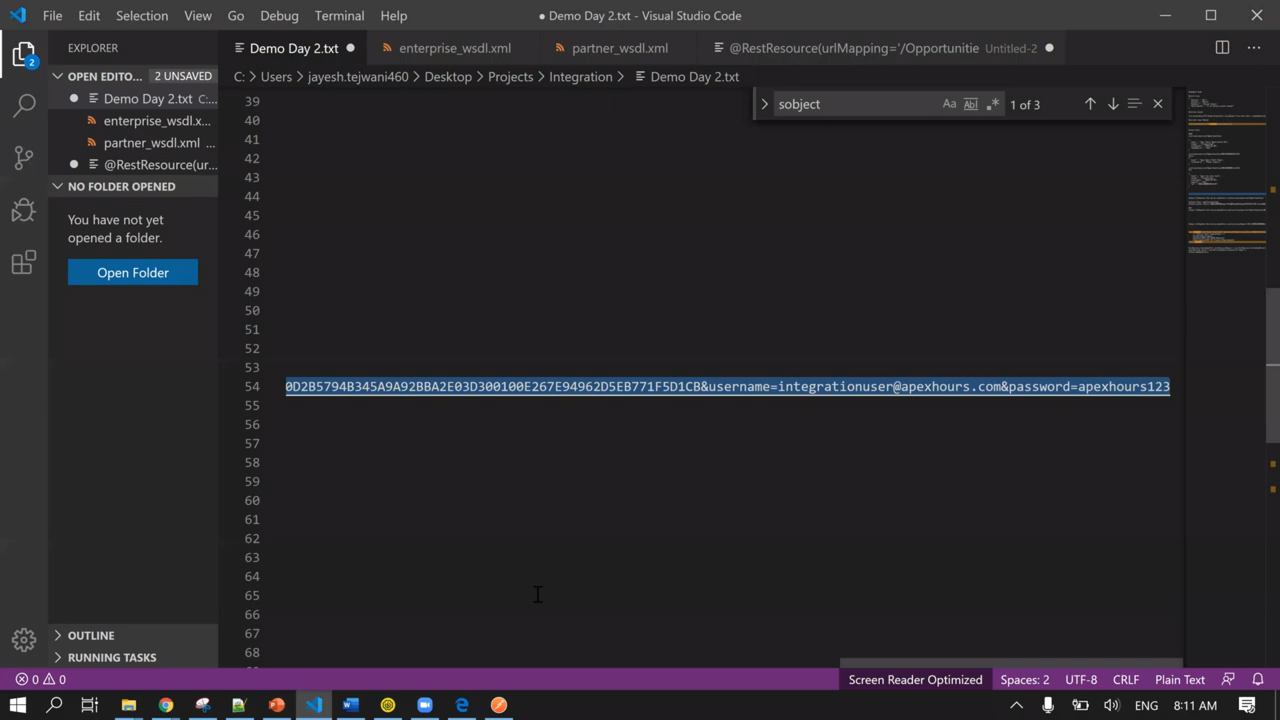 File Edit Selection View Go Debug Terminal Help
● Demo Day 2.txt - Visual Studio Code
EXPLORER
Demo Day 2.txt
enterprise_wsdl.xml
partner_wsdl.xml
@RestResource(urlMapping='/Opportunitie Untitled-2
OPEN EDITO... 2 UNSAVED
Demo Day 2.txt C:...
enterprise_wsdl.x...
partner_wsdl.xml ...
@RestResource(ur...
NO FOLDER OPENED
You have not yet
opened a folder.
Open Folder
OUTLINE
RUNNING TASKS
C: > Users > jayesh.tejwani460 > Desktop > Projects > Integration > Demo Day 2.txt
sobject Aa Abl .* 1 of 3
39
40
41
42
43
44
45
46
47
48
49
50
51
52
53
54 0D2B5794B345A9A92BBA2E03D300100E267E94962D5EB771F5D1CB&username=integrationuser@apexhours.com&password=apexhours123
55
56
57
58
59
60
61
62
63
64
65
66
67
68
0 0
Screen Reader Optimized Spaces: 2 UTF-8 CRLF Plain Text
ENG 8:11 AM
2